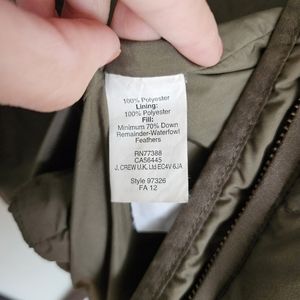 100% Polyester
Lining:
100% Polyester
Fill:
Minimum 70% Down
Remainder-Waterfowl
Feathers
RN77388
CA56445
J. CREW U.K. Ltd EC4V 6JA
Style 97326
FA 12